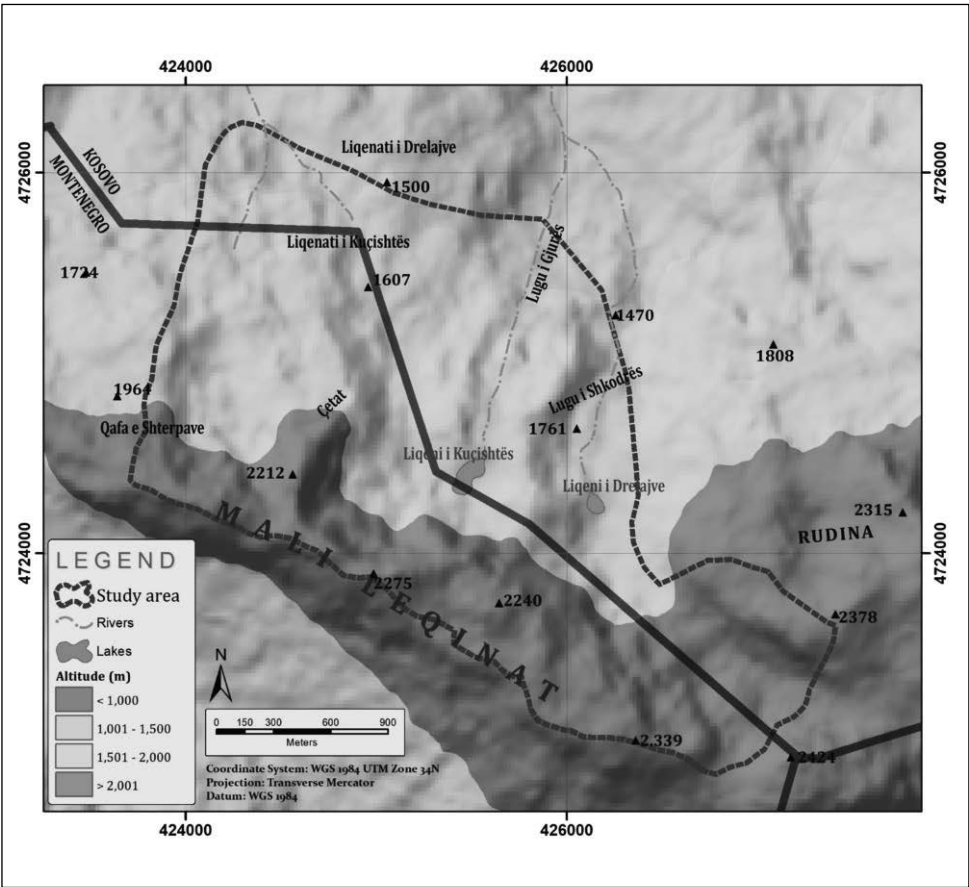 424000
426000
4726000
4726000
KOSOVO
MONTENEGRO
Liqenati i Drelajve
1500
Liqenati i Kuçishtës
Lugu i Gjurës
1724
1607
1470
1808
1964
Çetat
Lugu i Shkodrës
Qafa e Shterpave
1761
Liqeni i Kuçishtës
2212
Liqeni i Drelajve
2315
RUDINA
MALI LEQINAT
4724000
4724000
2275
2240
2378
2.339
2424
LEGEND
Study area
Rivers
Lakes
Altitude (m)
< 1,000
1,001 - 1,500
1,501 - 2,000
> 2,001
N
0 150 300 600 900
Meters
Coordinate System: WGS 1984 UTM Zone 34N
Projection: Transverse Mercator
Datum: WGS 1984
424000
426000